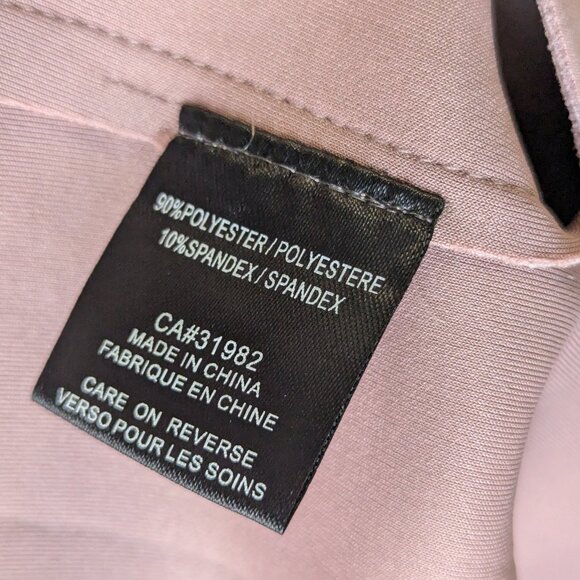 90%POLYESTER/POLYESTERE
10%SPANDEX/SPANDEX
CA#31982
MADE IN CHINA
FABRIQUE EN CHINE
CARE ON REVERSE
VERSO POUR LES SOINS